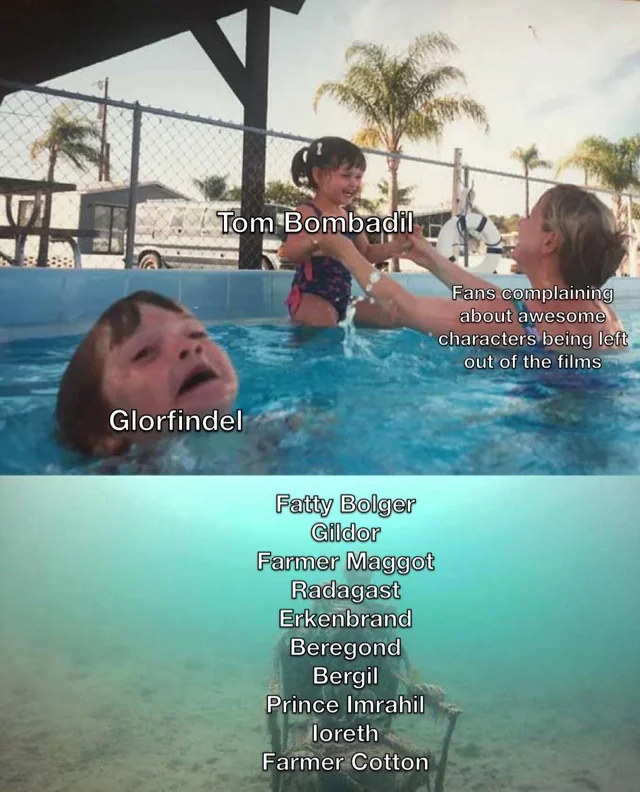 Tom Bombadil
Fans complaining
about awesome
characters being left
out of the films
Glorfindel
Fatty Bolger
Gildor
Farmer Maggot
Radagast
Erkenbrand
Beregond
Bergil
Prince Imrahil
Ioreth
Farmer Cotton